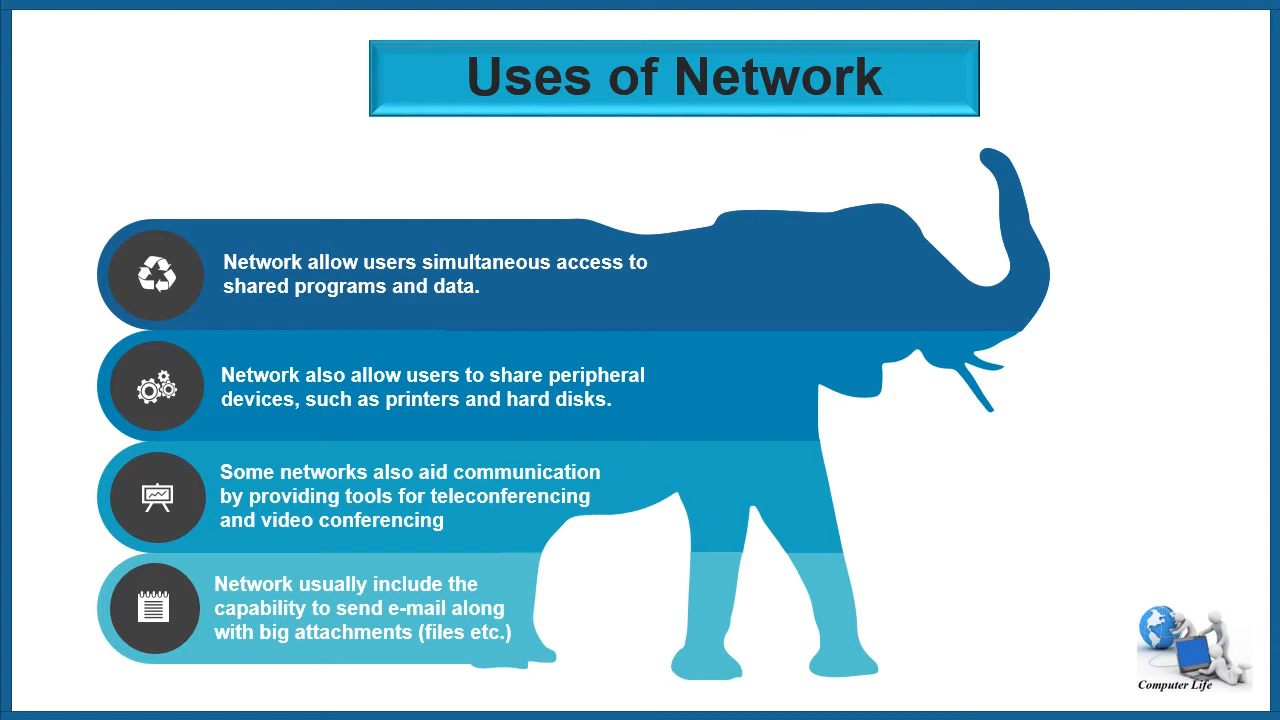 Uses of Network
Network allow users simultaneous access to
shared programs and data.
Network also allow users to share peripheral
devices, such as printers and hard disks.
Some networks also aid communication
by providing tools for teleconferencing
and video conferencing
Network usually include the
capability to send e-mail along
with big attachments (files etc.)
Computer Life